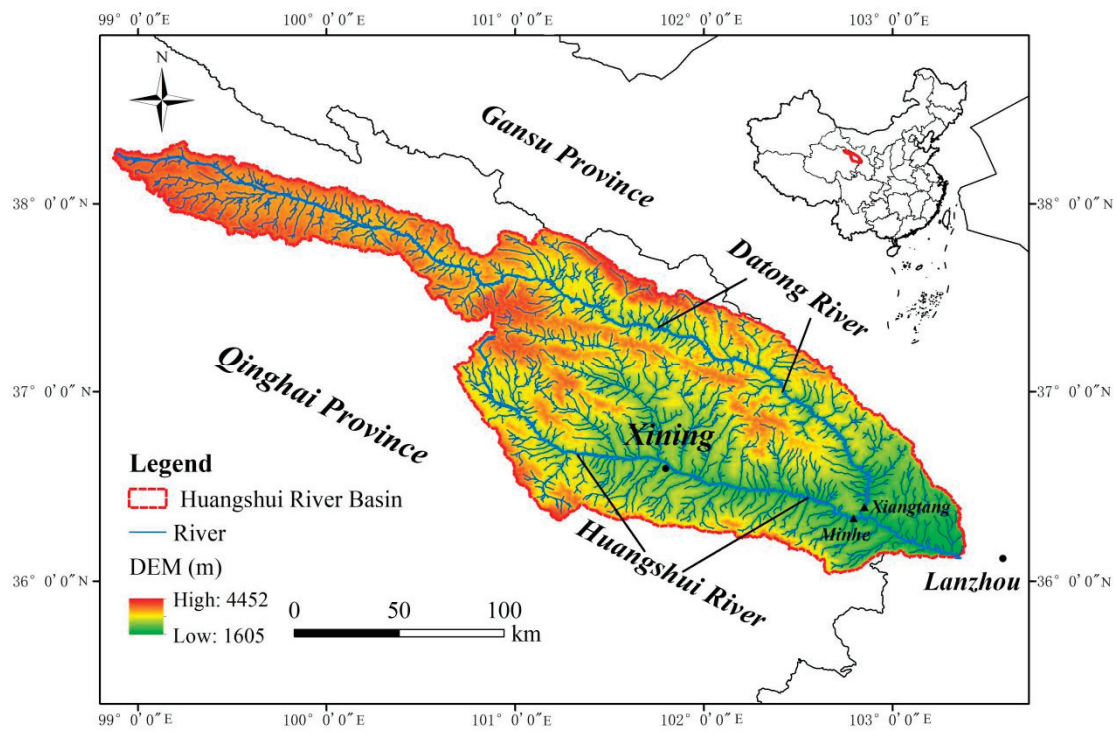 99° 0'0"E 100° 0'0"E 101° 0'0"E 102° 0'0"E 103° 0'0"E
N
Gansu Province
38° 0'0"N 38° 0'0"N
Datong River
Qinghai Province
37° 0'0"N 37° 0'0"N
Xining
Legend
Huangshui River Basin
River
DEM (m)
High: 4452
Low: 1605
0 50 100
km
Xiangtang
Minhe
Huangshui River
36° 0'0"N 36° 0'0"N
Lanzhou
99° 0'0"E 100° 0'0"E 101° 0'0"E 102° 0'0"E 103° 0'0"E